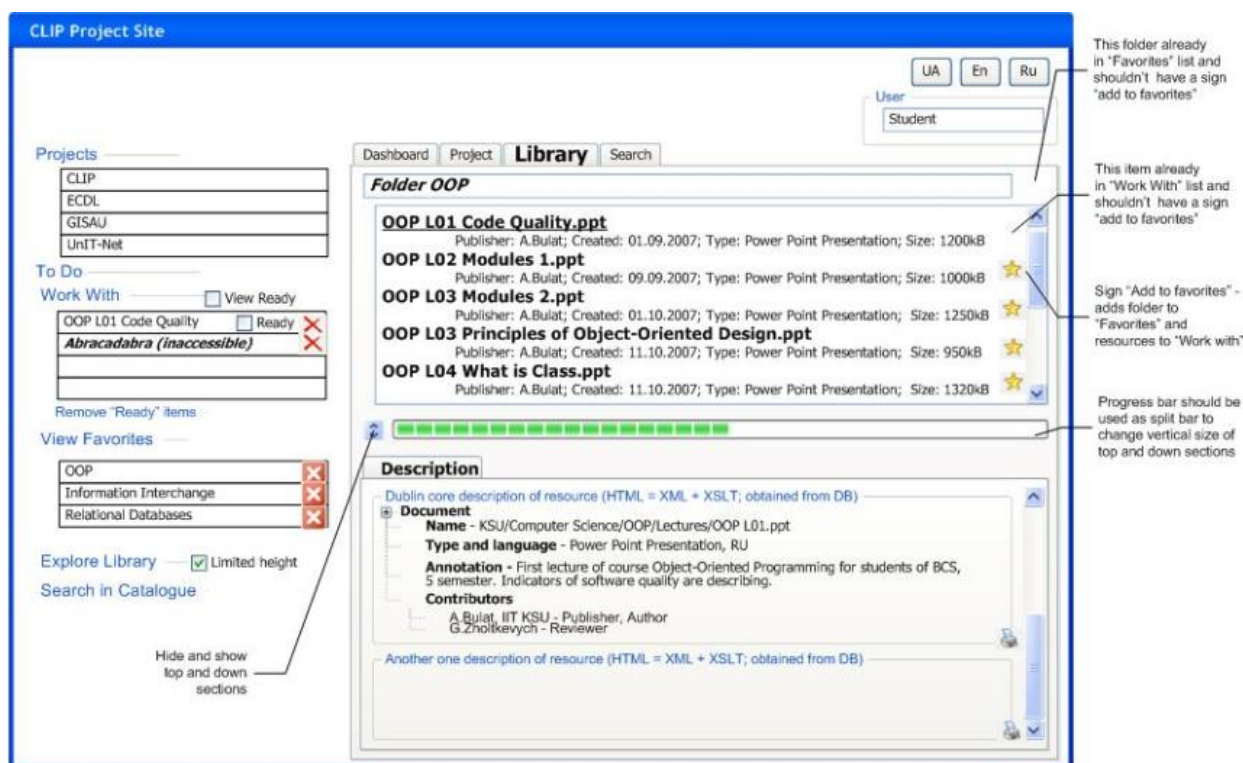 CLIP Project Site
UA
En
Ru
User
Student
Projects
CLIP
ECDL
GISAU
UnIT-Net
To Do
Work With
View Ready
OOP L01 Code Quality
Ready
Abracadabra (inaccessible)
Remove "Ready" items
View Favorites
OOP
Information Interchange
Relational Databases
Explore Library
Limited height
Search in Catalogue
Dashboard
Project
Library
Search
Folder OOP
OOP L01 Code Quality.ppt
Publisher: A.Bulat; Created: 01.09.2007; Type: Power Point Presentation; Size: 1200kB
OOP L02 Modules 1.ppt
Publisher: A.Bulat; Created: 09.09.2007; Type: Power Point Presentation; Size: 1000kB
OOP L03 Modules 2.ppt
Publisher: A.Bulat; Created: 01.10.2007; Type: Power Point Presentation; Size: 1250kB
OOP L03 Principles of Object-Oriented Design.ppt
Publisher: A.Bulat; Created: 11.10.2007; Type: Power Point Presentation; Size: 950kB
OOP L04 What is Class.ppt
Publisher: A.Bulat; Created: 11.10.2007; Type: Power Point Presentation; Size: 1320kB
Description
Dublin core description of resource (HTML = XML + XSLT; obtained from DB)
Document
Name - KSU/Computer Science/OOP/Lectures/OOP L01.ppt
Type and language - Power Point Presentation, RU
Annotation - First lecture of course Object-Oriented Programming for students of BCS,
5 semester. Indicators of software quality are describing.
Contributors
A.Bulat, IIT KSU - Publisher, Author
G.Zholtkevych - Reviewer
Another one description of resource (HTML = XML + XSLT; obtained from DB)
Hide and show
top and down
sections
This folder already
in "Favorites" list and
shouldn't have a sign
"add to favorites"
This item already
in "Work With" list and
shouldn't have a sign
"add to favorites"
Sign "Add to favorites" -
adds folder to
"Favorites" and
resources to "Work with"
Progress bar should be
used as split bar to
change vertical size of
top and down sections